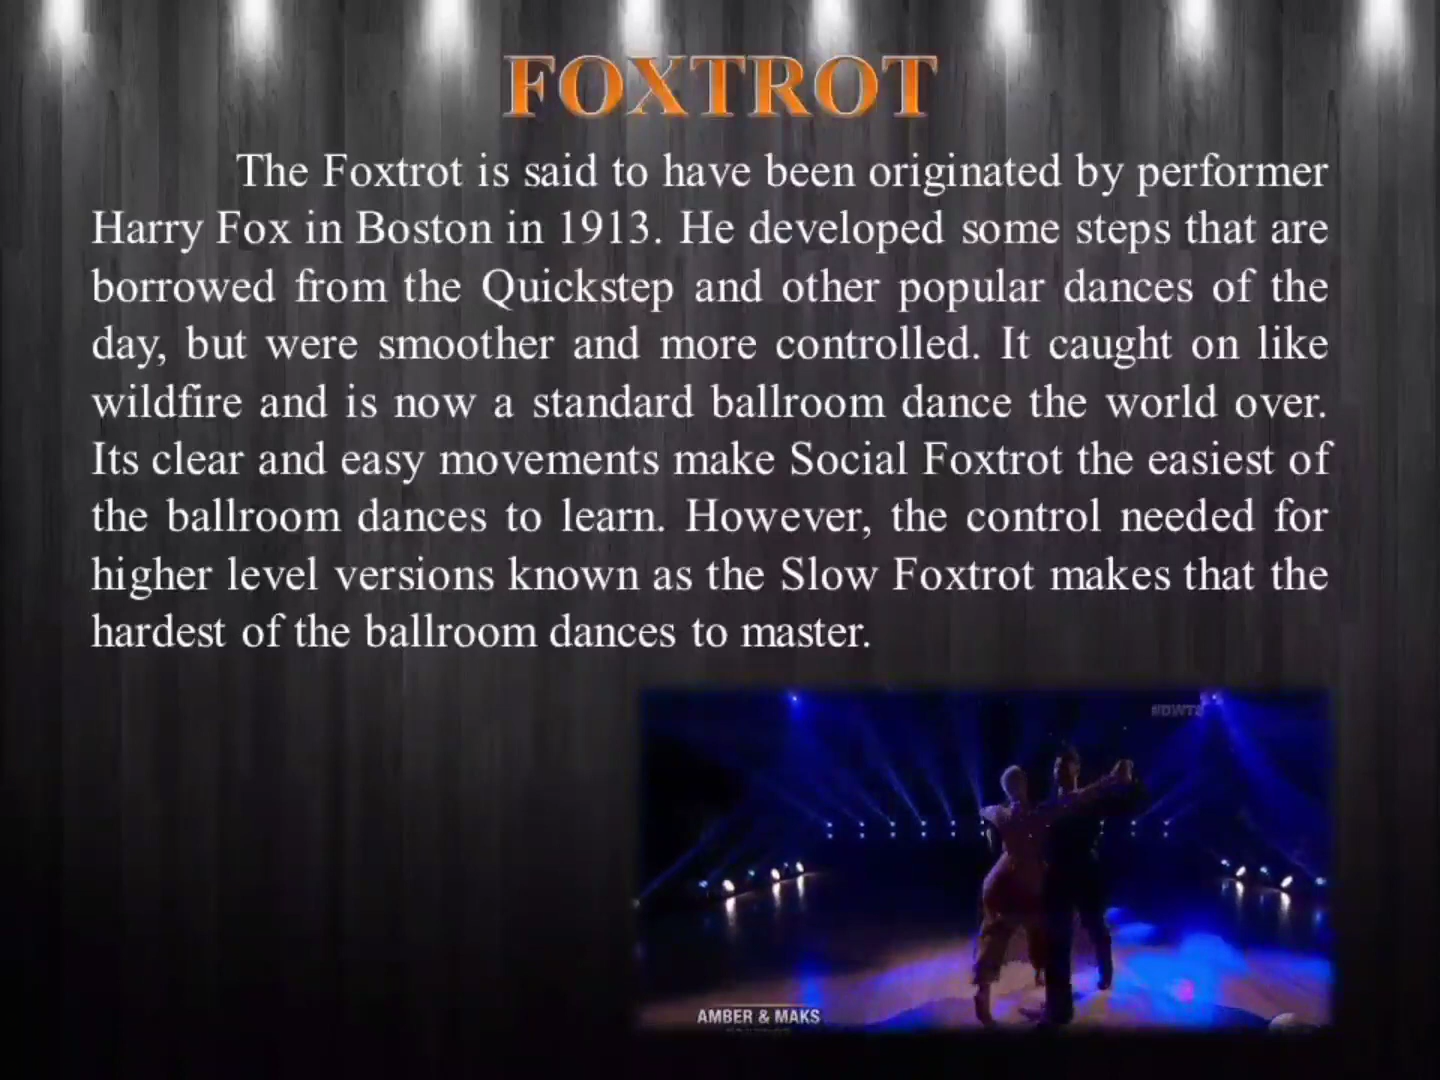 FOXTROT
The Foxtrot is said to have been originated by performer
Harry Fox in Boston in 1913. He developed some steps that are
borrowed from the Quickstep and other popular dances of the
day, but were smoother and more controlled. It caught on like
wildfire and is now a standard ballroom dance the world over.
Its clear and easy movements make Social Foxtrot the easiest of
the ballroom dances to learn. However, the control needed for
higher level versions known as the Slow Foxtrot makes that the
hardest of the ballroom dances to master.
#DWTS
AMBER & MAKS